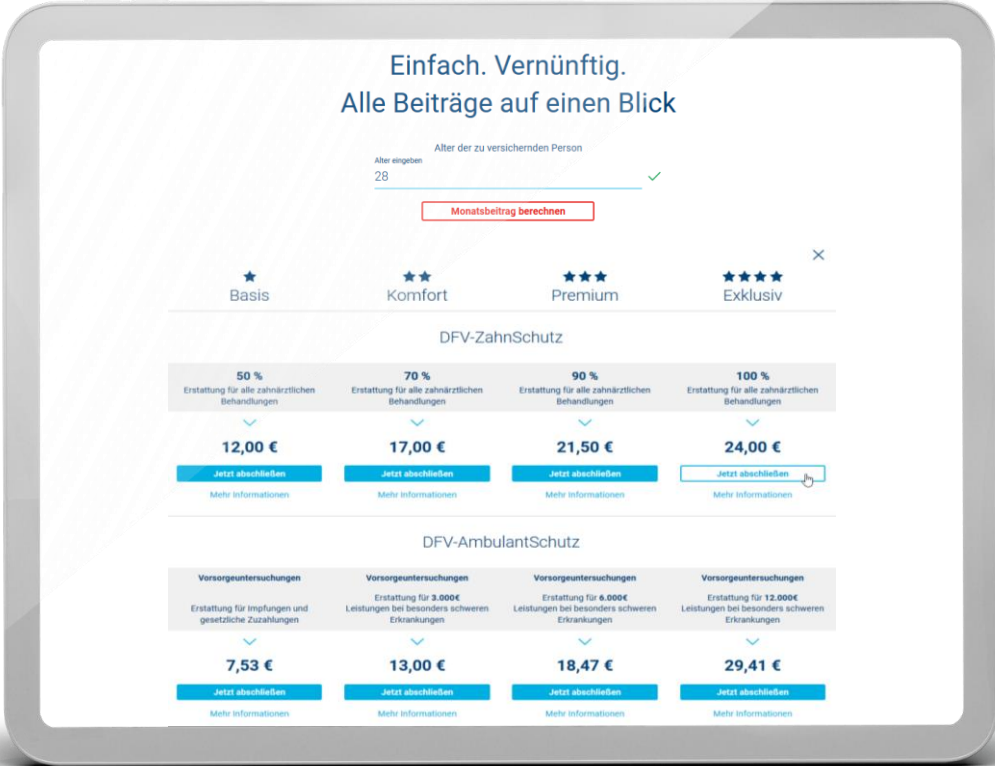 Einfach. Vernünftig.
Alle Beiträge auf einen Blick
Alter der zu versichernden Person
Alter eingeben
28
Monatsbeitrag berechnen
Basis
Komfort
Premium
Exklusiv
DFV-ZahnSchutz
50 %
Erstattung für alle zahnärztlichen
Behandlungen
70 %
Erstattung für alle zahnärztlichen
Behandlungen
90 %
Erstattung für alle zahnärztlichen
Behandlungen
100 %
Erstattung für alle zahnärztlichen
Behandlungen
12,00 €
17,00 €
21,50 €
24,00 €
Jetzt abschließen
Jetzt abschließen
Jetzt abschließen
Jetzt abschließen
Mehr Informationen
Mehr Informationen
Mehr Informationen
Mehr Informationen
DFV-AmbulantSchutz
Vorsorgeuntersuchungen
Erstattung für Impfungen und
gesetzliche Zuzahlungen
Vorsorgeuntersuchungen
Erstattung für 3.000€
Leistungen bei besonders schweren
Erkrankungen
Vorsorgeuntersuchungen
Erstattung für 6.000€
Leistungen bei besonders schweren
Erkrankungen
Vorsorgeuntersuchungen
Erstattung für 12.000€
Leistungen bei besonders schweren
Erkrankungen
7,53 €
13,00 €
18,47 €
29,41 €
Jetzt abschließen
Jetzt abschließen
Jetzt abschließen
Jetzt abschließen
Mehr Informationen
Mehr Informationen
Mehr Informationen
Mehr Informationen